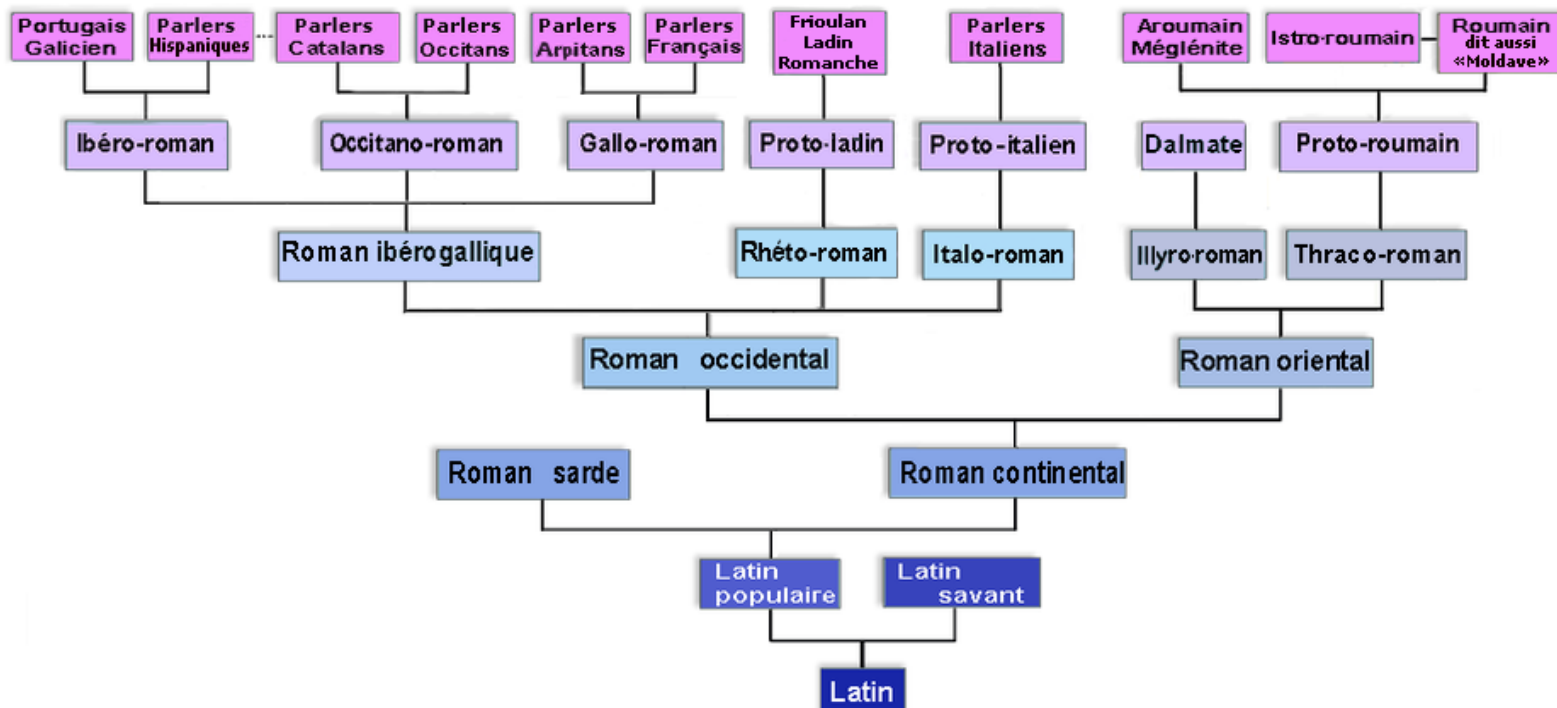 Portugais
Galicien
Parlers
Hispaniques
Parlers
Catalans
Parlers
Occitans
Parlers
Arpitans
Parlers
Français
Frioulan
Ladin
Romanche
Parlers
Italiens
Aroumain
Méglénite
Istro-roumain
Roumain
dit aussi
«Moldave»
Ibéro-roman
Occitano-roman
Gallo-roman
Proto-ladin
Proto-italien
Dalmate
Proto-roumain
Roman ibérogallique
Rhéto-roman
Italo-roman
Illyro-roman
Thraco-roman
Roman occidental
Roman oriental
Roman sarde
Roman continental
Latin
populaire
Latin
savant
Latin